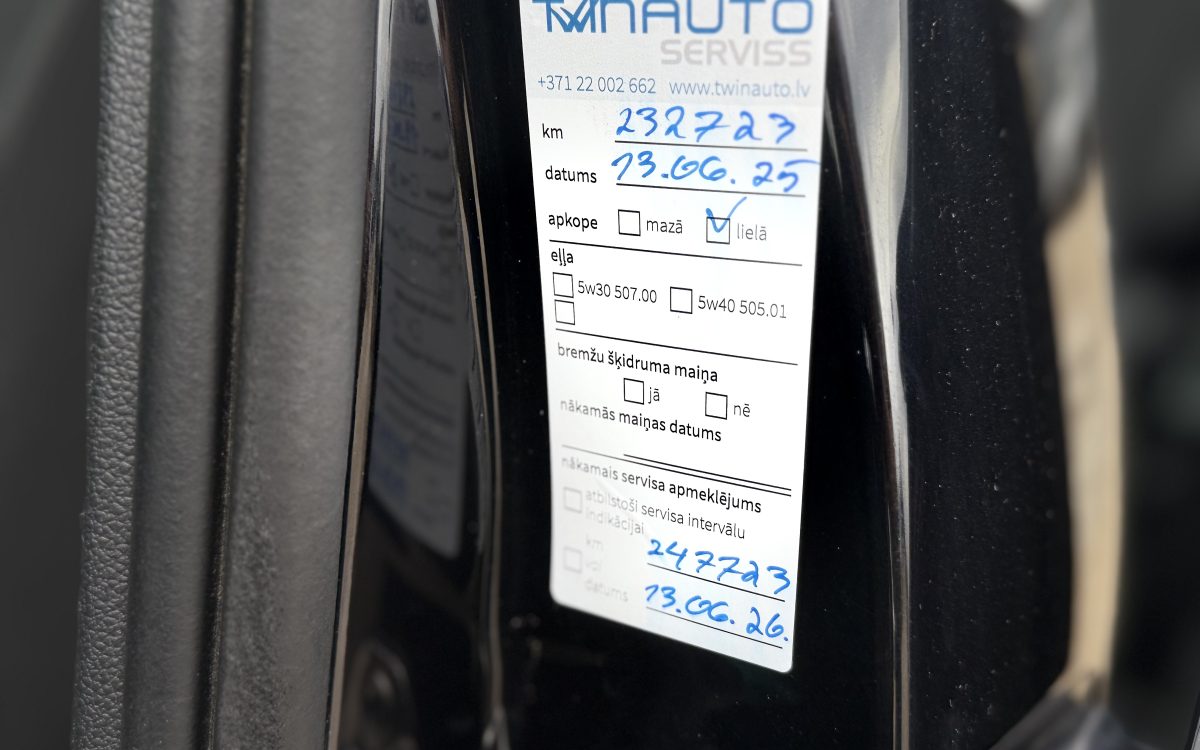 TWINAUTO
SERVISS
+371 22 002 662 www.twinauto.lv
km 232723
datums 13.06.25
apkope mazā lielā
eļļa
5w30 507.00 5w40 505.01
bremžu šķidruma maiņa
jā nē
nākamās maiņas datums
nākamais servisa apmeklējums
atbilstoši servisa intervālu
indikācijai
km 247723
vai
datums 13.06.26.